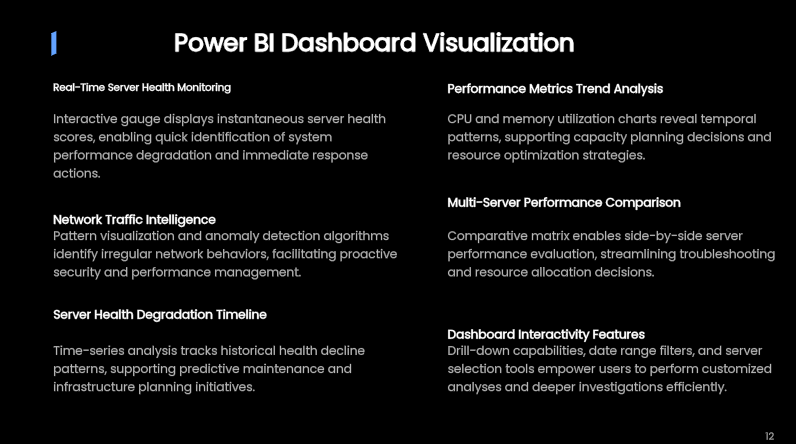 Power BI Dashboard Visualization
Real-Time Server Health Monitoring
Interactive gauge displays instantaneous server health
scores, enabling quick identification of system
performance degradation and immediate response
actions.
Network Traffic Intelligence
Pattern visualization and anomaly detection algorithms
identify irregular network behaviors, facilitating proactive
security and performance management.
Server Health Degradation Timeline
Time-series analysis tracks historical health decline
patterns, supporting predictive maintenance and
infrastructure planning initiatives.
Performance Metrics Trend Analysis
CPU and memory utilization charts reveal temporal
patterns, supporting capacity planning decisions and
resource optimization strategies.
Multi-Server Performance Comparison
Comparative matrix enables side-by-side server
performance evaluation, streamlining troubleshooting
and resource allocation decisions.
Dashboard Interactivity Features
Drill-down capabilities, date range filters, and server
selection tools empower users to perform customized
analyses and deeper investigations efficiently.
12